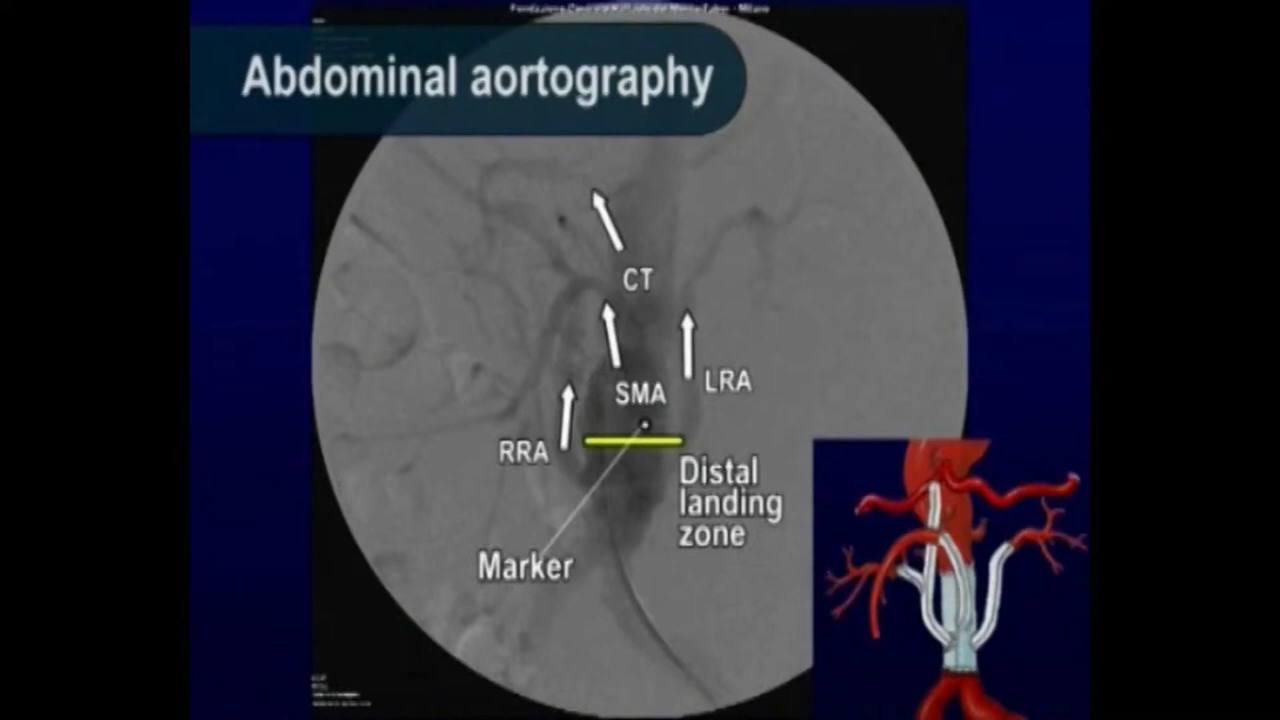 Abdominal aortography
CT
SMA
LRA
RRA
Distal
landing
zone
Marker